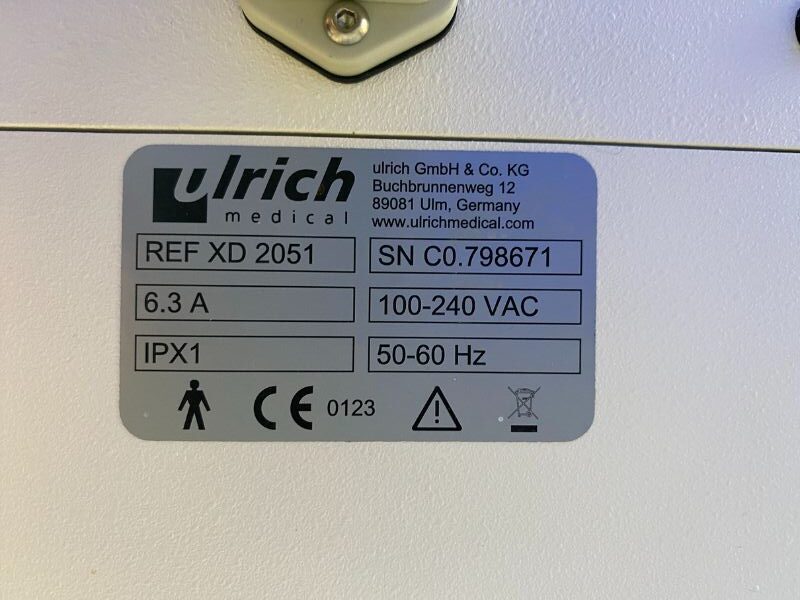 ulrich
medical
ulrich GmbH & Co. KG
Buchbrunnenweg 12
89081 Ulm, Germany
www.ulrichmedical.com
REF XD 2051
SN C0.798671
6.3 A
100-240 VAC
IPX1
50-60 Hz
CE 0123